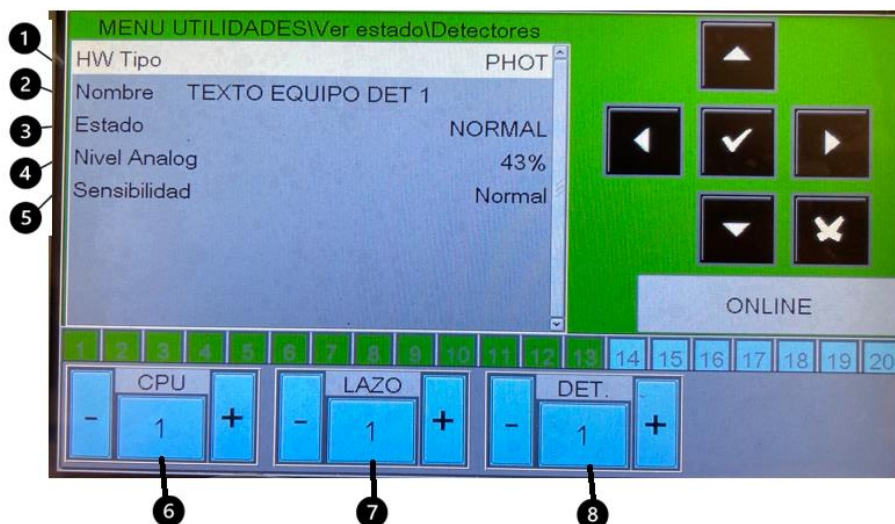 MENU UTILIDADES\Ver estado\Detectores
1 HW Tipo PHOT
2 Nombre TEXTO EQUIPO DET 1
3 Estado NORMAL
4 Nivel Analog 43%
5 Sensibilidad Normal
ONLINE
1 2 3 4 5 6 7 8 9 10 11 12 13 14 15 16 17 18 19 20
CPU LAZO DET.
- 1 + - 1 + - 1 +
6 7 8